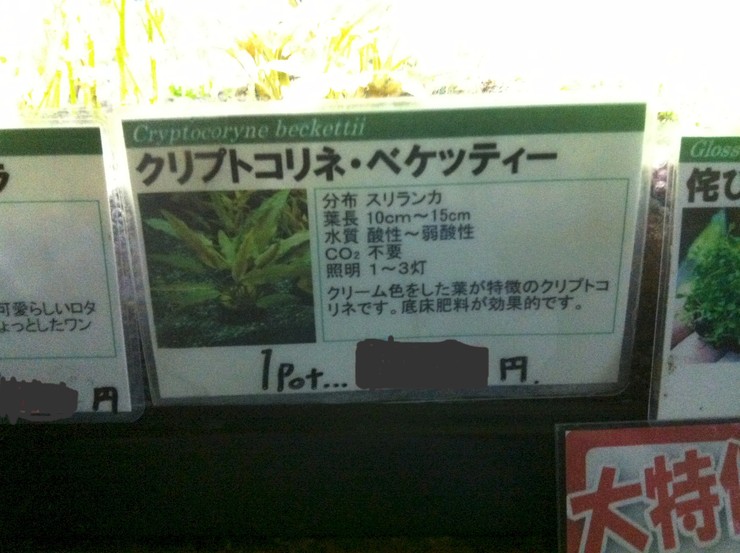 Cryptocoryne beckettii
クリプトコリネ・ベケッティー
分布 スリランカ
葉長 10cm～15cm
水質 酸性～弱酸性
CO₂ 不要
照明 1～3灯
クリーム色をした葉が特徴のクリプトコ
リネです。底床肥料が効果的です。
1Pot... 円.
ラ
可愛らしいロタ
ょっとしたワン
円
Gloss
侘び
大特価